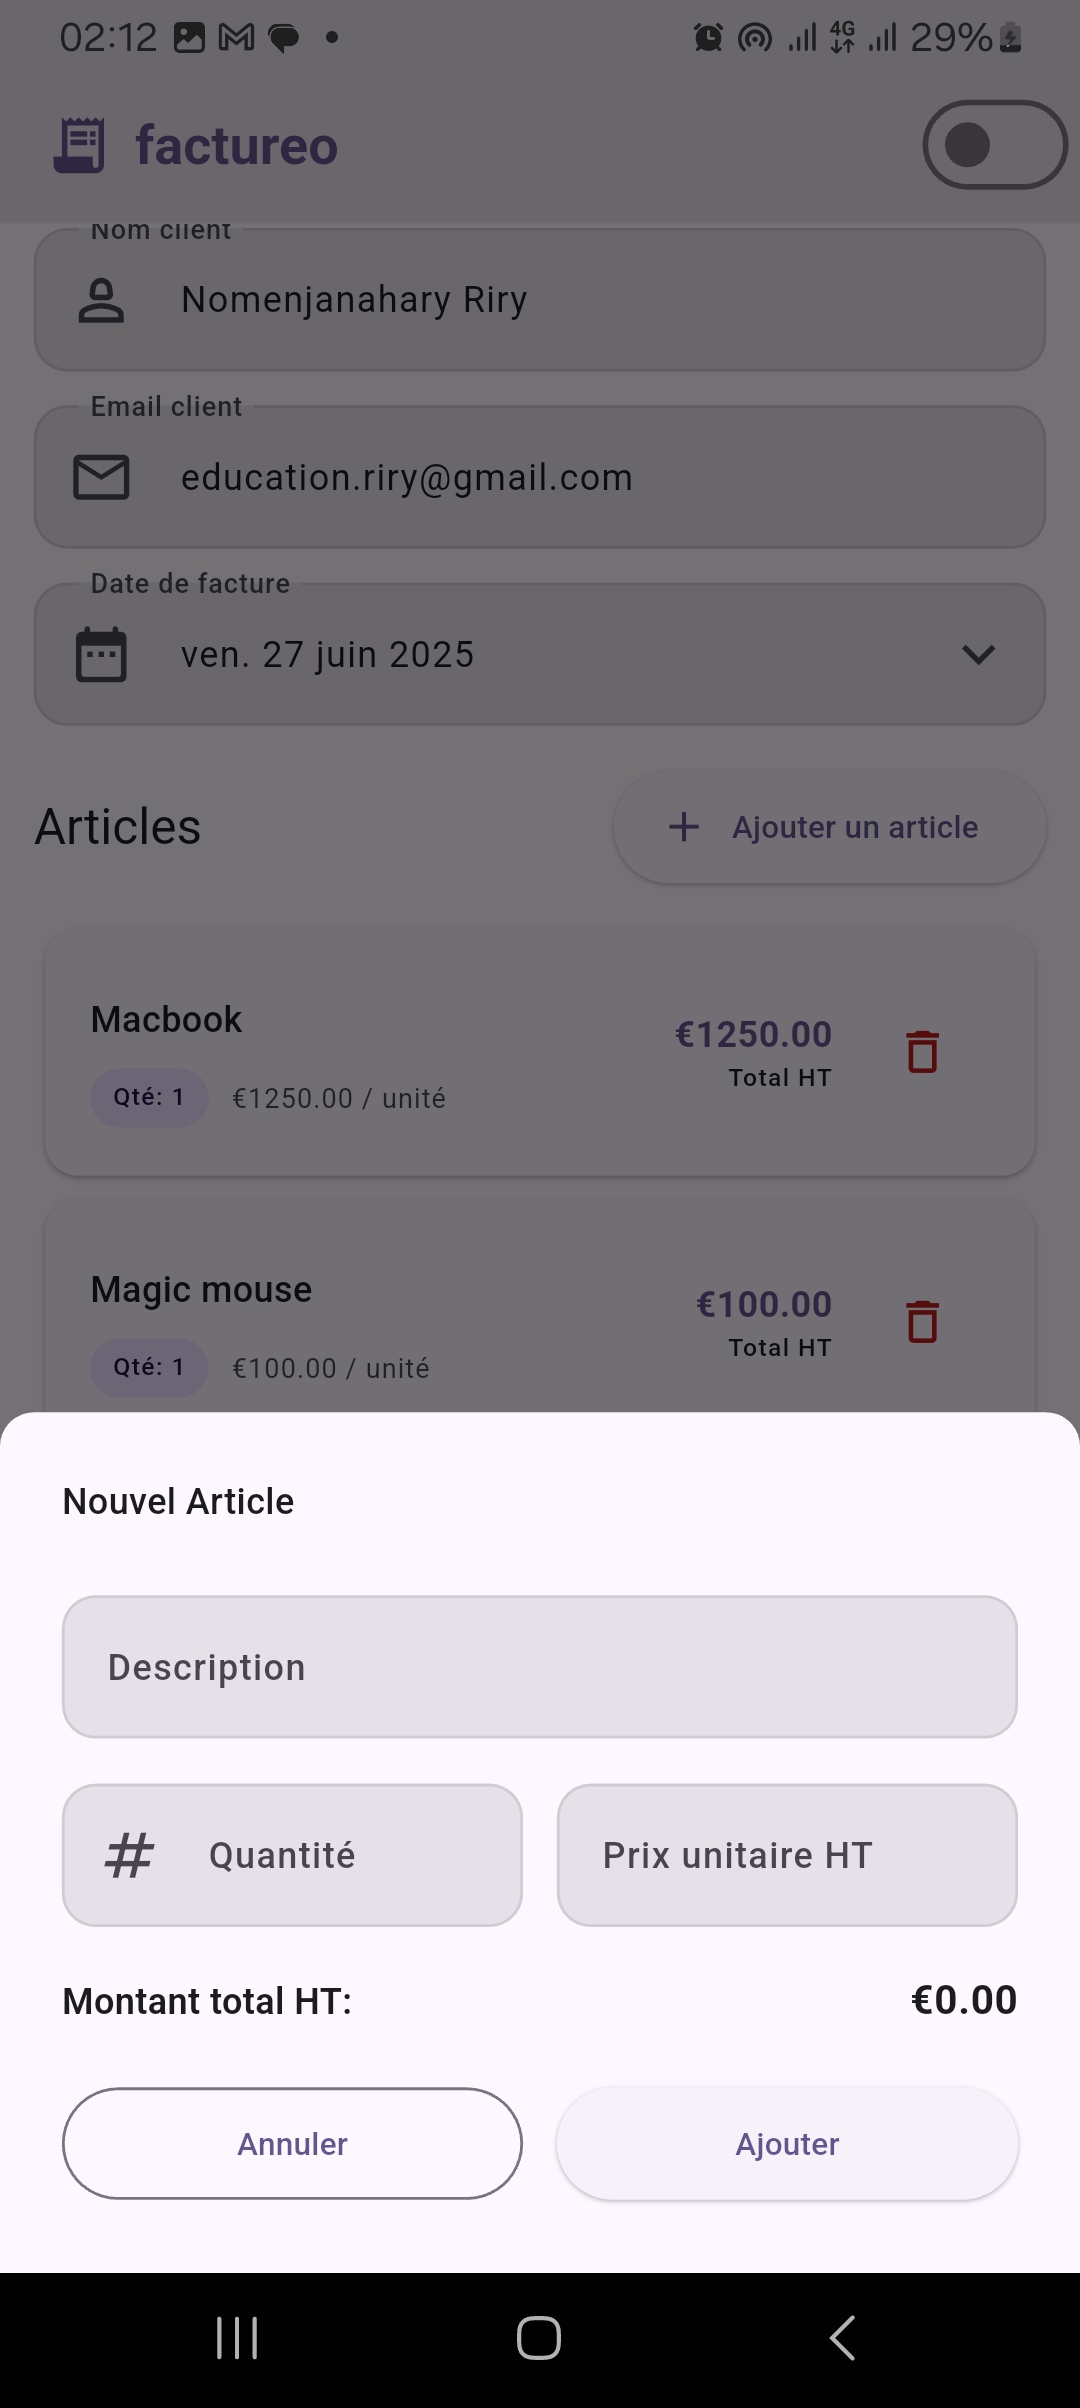 02:12
4G
29%
factureo
Nom client
Nomenjanahary Riry
Email client
education.riry@gmail.com
Date de facture
ven. 27 juin 2025
Articles
Ajouter un article
Macbook
€1250.00
Total HT
Qté: 1
€1250.00 / unité
Magic mouse
€100.00
Total HT
Qté: 1
€100.00 / unité
Nouvel Article
Description
Quantité
Prix unitaire HT
Montant total HT:
€0.00
Annuler
Ajouter